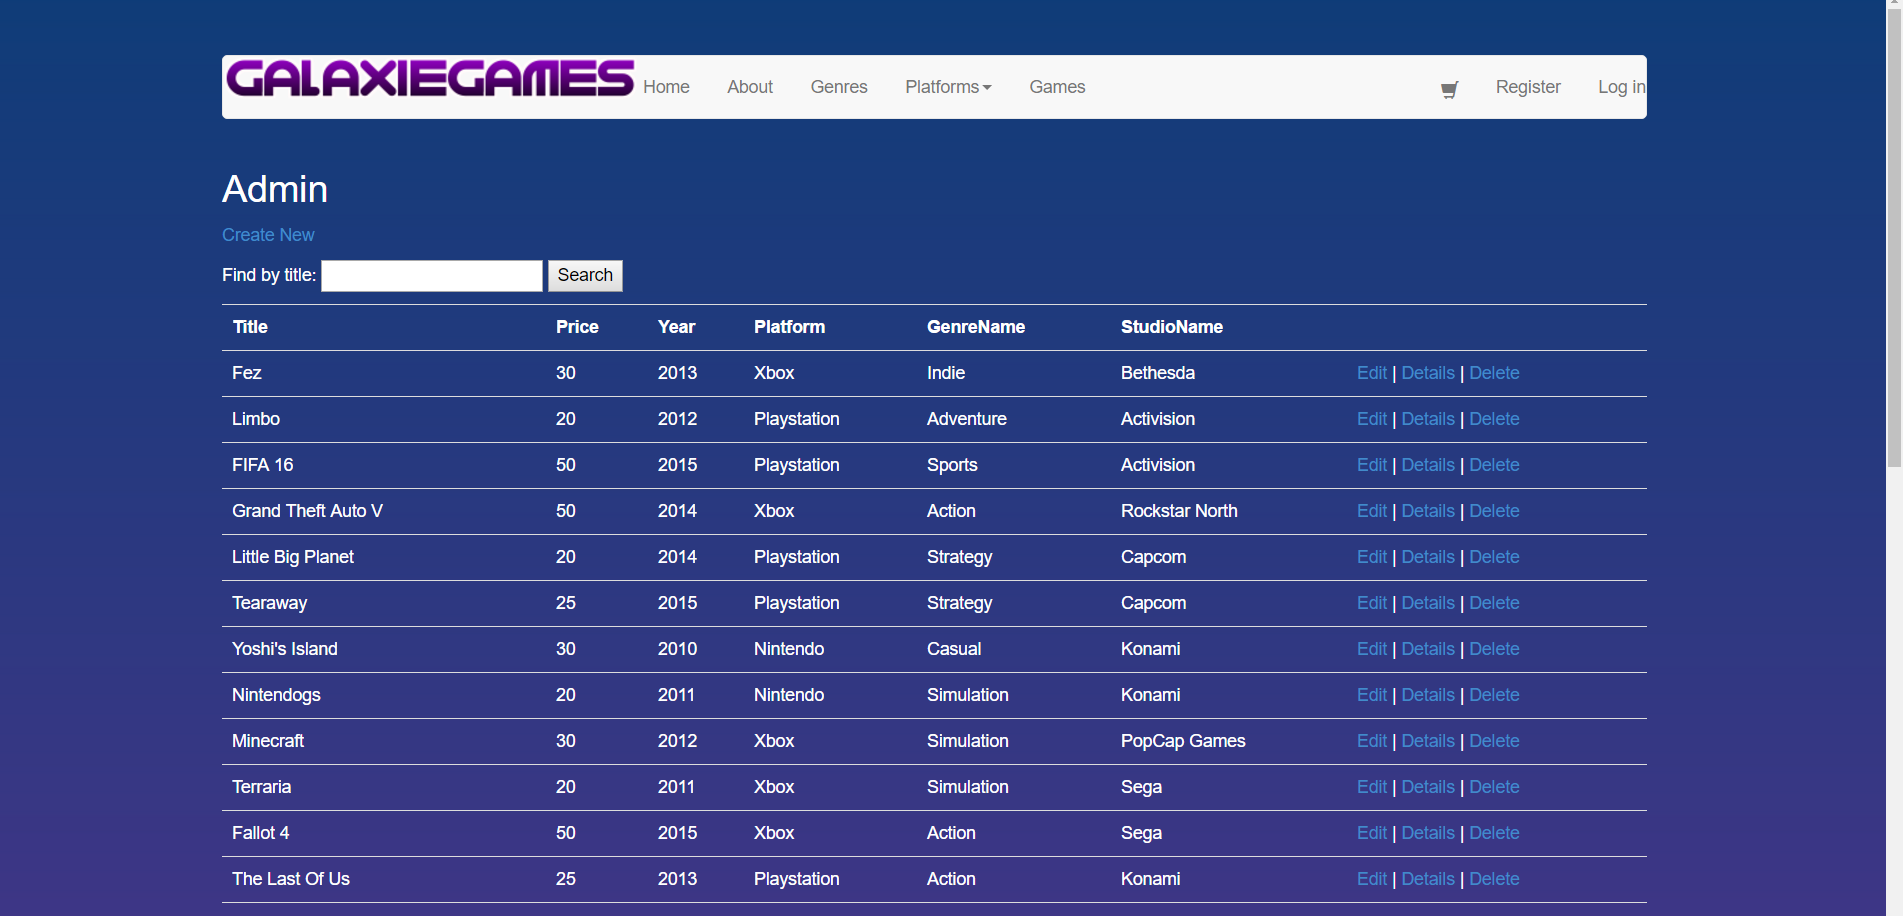 GALAXIEGAMES Home About Genres Platforms Games Register Log in
Admin
Create New
Find by title: Search
Title Price Year Platform GenreName StudioName
Fez 30 2013 Xbox Indie Bethesda Edit | Details | Delete
Limbo 20 2012 Playstation Adventure Activision Edit | Details | Delete
FIFA 16 50 2015 Playstation Sports Activision Edit | Details | Delete
Grand Theft Auto V 50 2014 Xbox Action Rockstar North Edit | Details | Delete
Little Big Planet 20 2014 Playstation Strategy Capcom Edit | Details | Delete
Tearaway 25 2015 Playstation Strategy Capcom Edit | Details | Delete
Yoshi's Island 30 2010 Nintendo Casual Konami Edit | Details | Delete
Nintendogs 20 2011 Nintendo Simulation Konami Edit | Details | Delete
Minecraft 30 2012 Xbox Simulation PopCap Games Edit | Details | Delete
Terraria 20 2011 Xbox Simulation Sega Edit | Details | Delete
Fallot 4 50 2015 Xbox Action Sega Edit | Details | Delete
The Last Of Us 25 2013 Playstation Action Konami Edit | Details | Delete